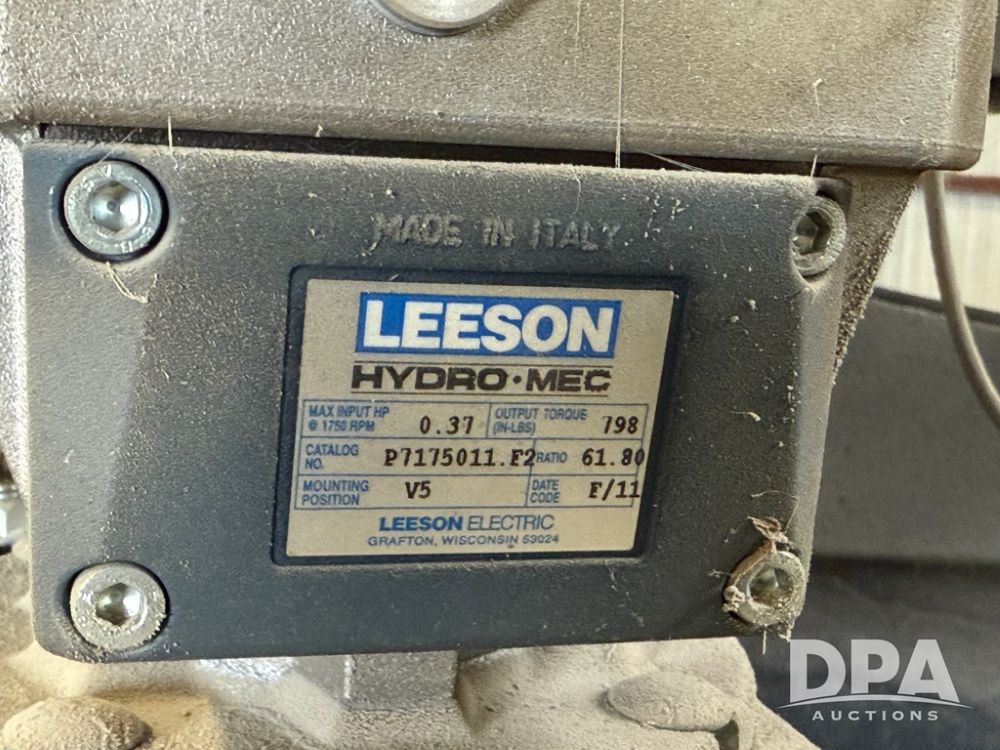 MADE IN ITALY
LEESON
HYDRO•MEC
MAX INPUT HP @ 1750 RPM 0.37 OUTPUT TORQUE (IN-LBS) 798
CATALOG NO. P7175011.F2 RATIO 61.80
MOUNTING POSITION V5 DATE CODE F/11
LEESON ELECTRIC
GRAFTON, WISCONSIN 53024
DPA
AUCTIONS